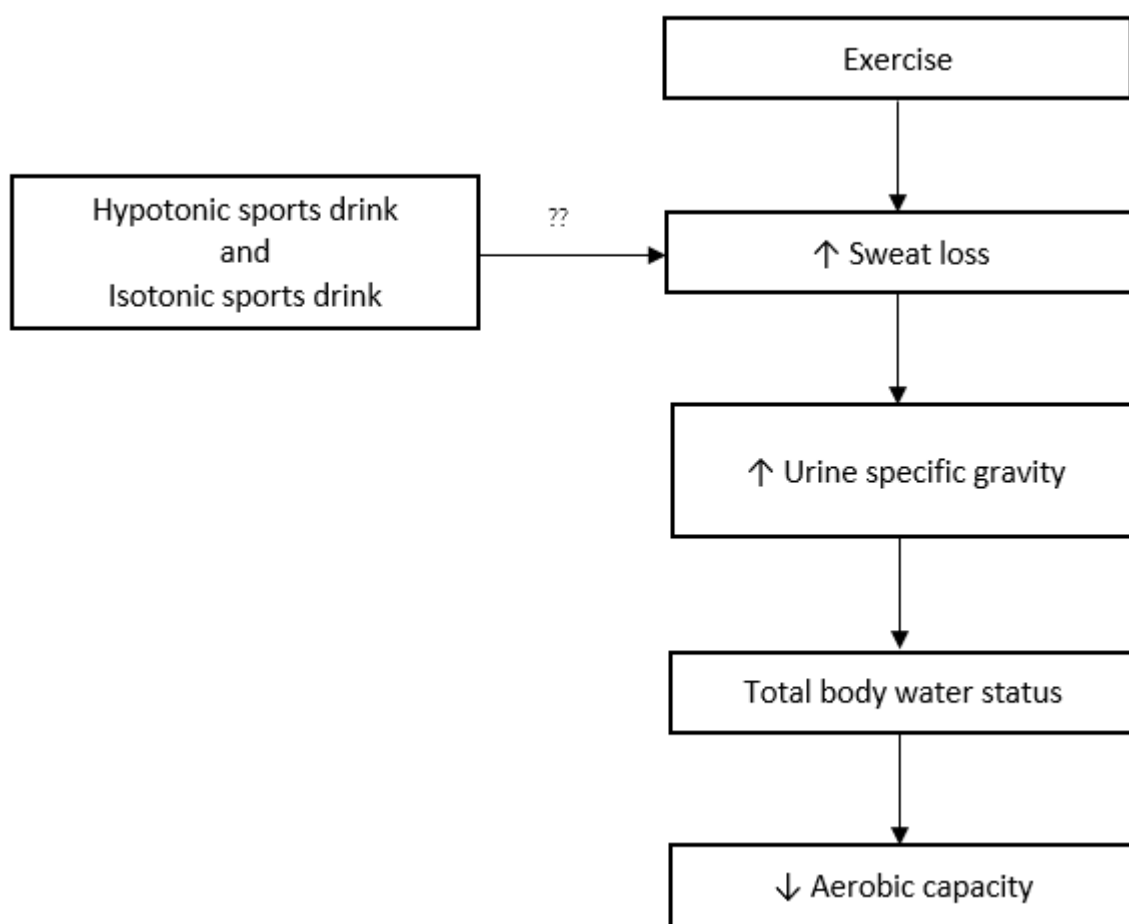 Exercise
Hypotonic sports drink
and
Isotonic sports drink
??
↑ Sweat loss
↑ Urine specific gravity
Total body water status
↓ Aerobic capacity